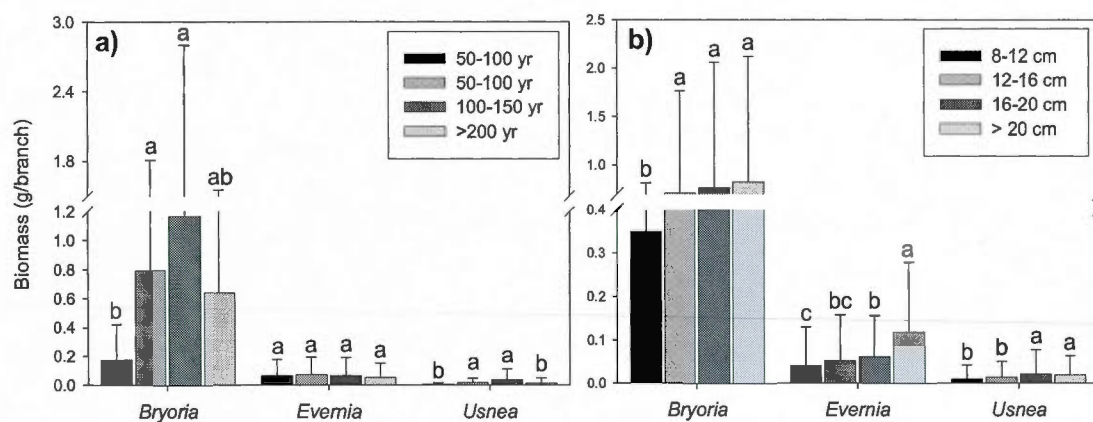 a)
50-100 yr
50-100 yr
100-150 yr
>200 yr
Biomass (g/branch)
3.0
2.4
1.8
1.2
1.0
0.8
0.6
0.4
0.2
0.0
b a a ab
a a a a
b a a b
Bryoria Evernia Usnea
b)
8-12 cm
12-16 cm
16-20 cm
> 20 cm
2.5
2.0
1.5
1.0
0.5
0.4
0.3
0.2
0.1
0.0
b a a a
c bc b a
b b a a
Bryoria Evernia Usnea